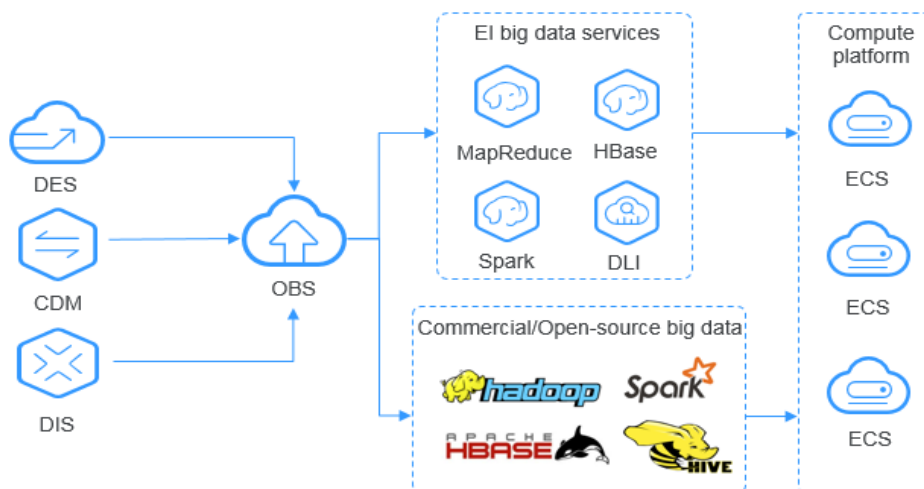 EI big data services
Compute
platform
MapReduce
HBase
ECS
DES
Spark
DLI
OBS
CDM
ECS
Commercial/Open-source big data
hadoop
Spark
DIS
APACHE
HBASE
HIVE
ECS